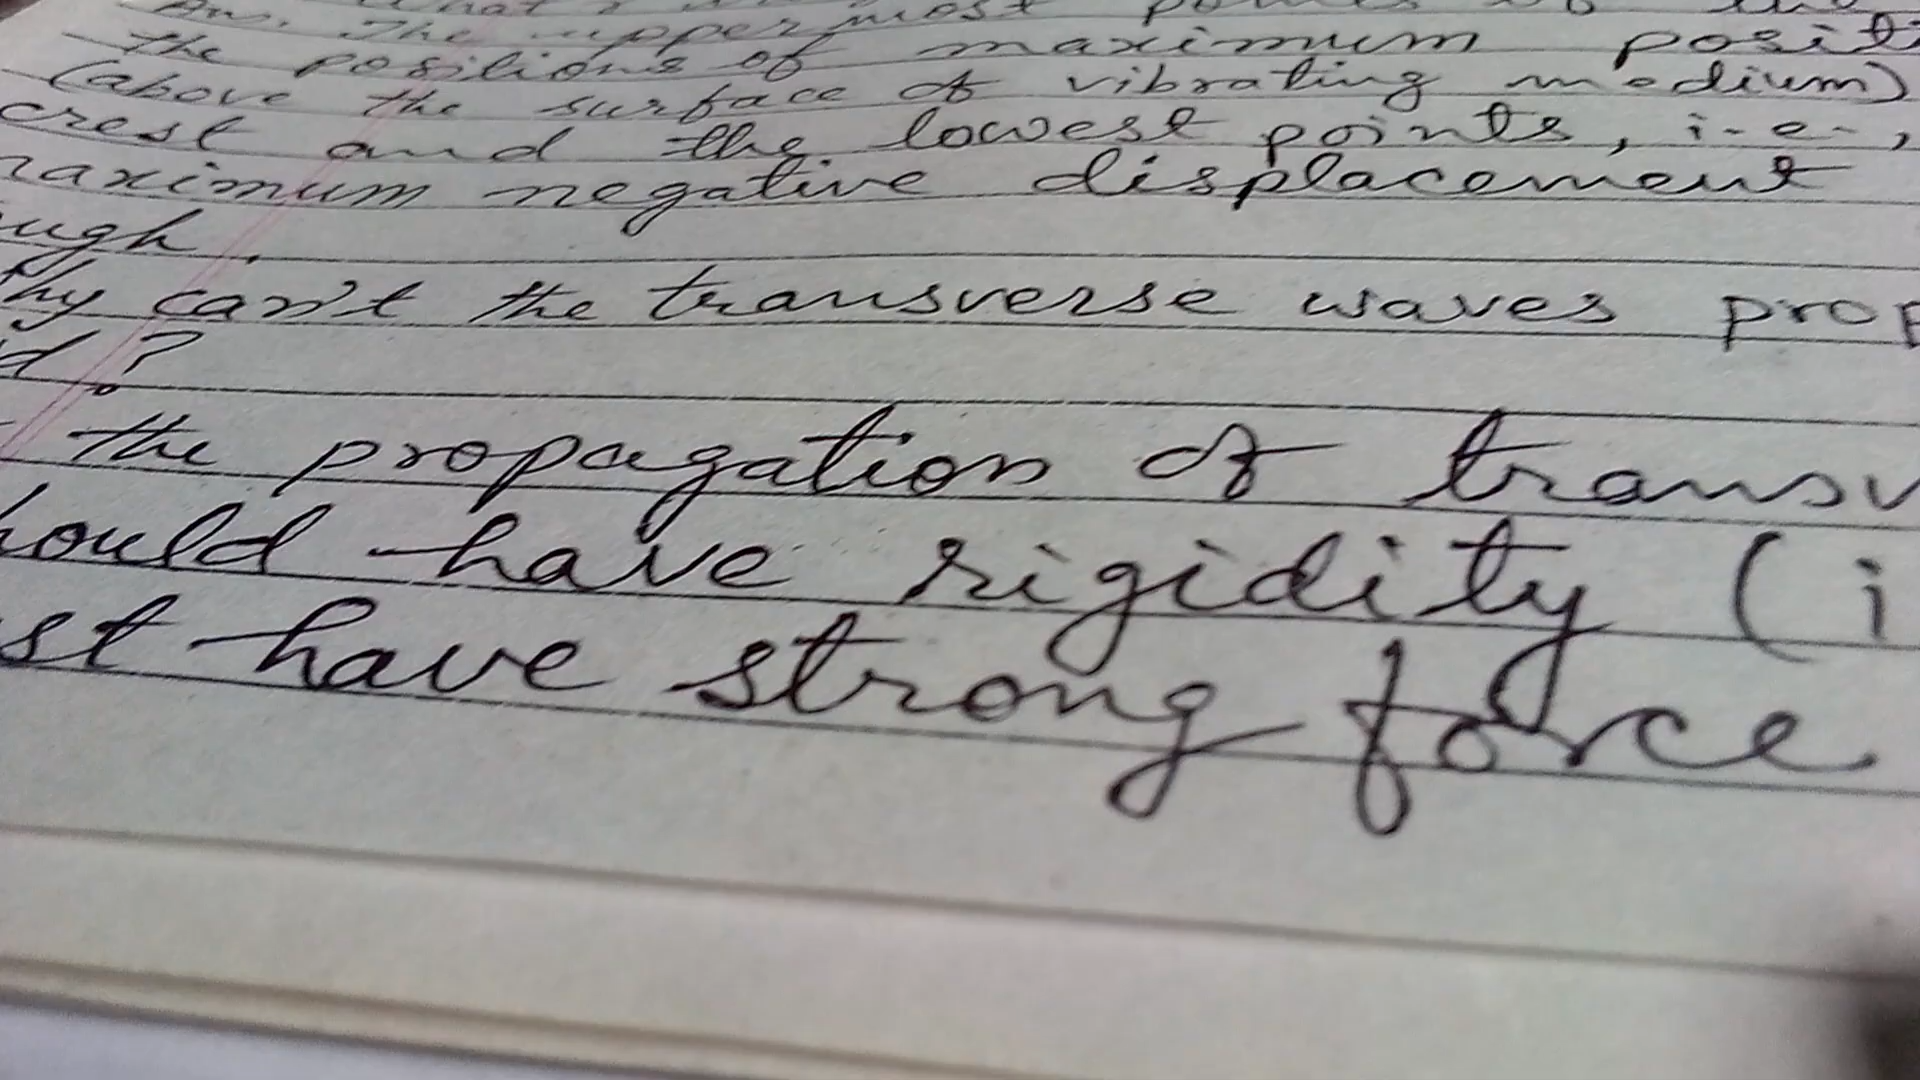 Ans. The uppermost points of the
the positions of maximum positi
(above the surface of vibrating medium)
crest and the lowest points, i.e.,
maximum negative displacement
ugh.
hy can't the transverse waves prop
d?
the propagation of transv
hould have rigidity (i
st have strong force